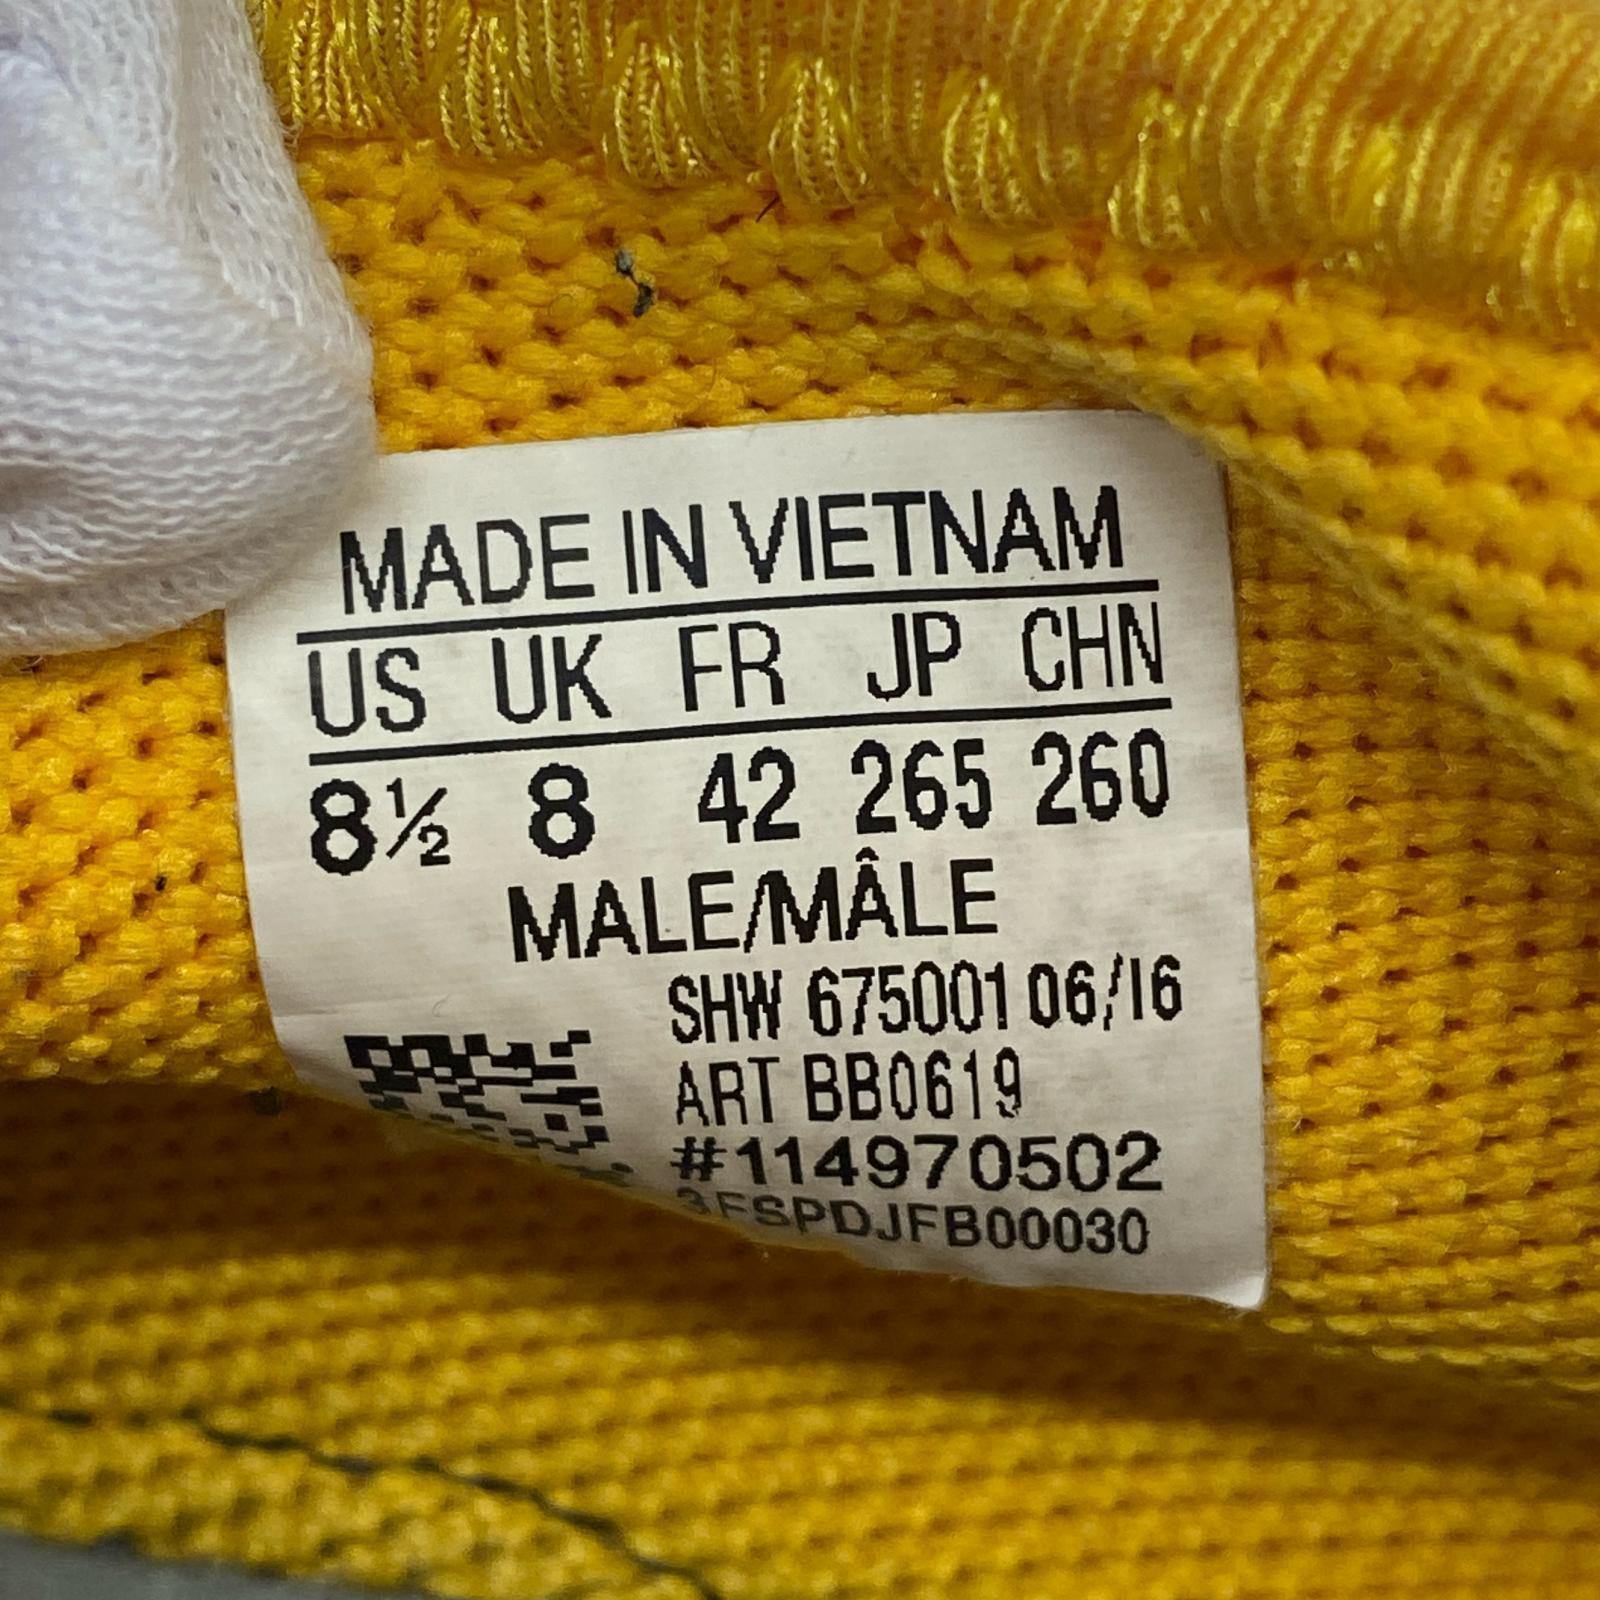 MADE IN VIETNAM
US UK FR JP CHN
8½ 8 42 265 260
MALE/MÂLE
SHW 675001 06/16
ART BB0619
#114970502
3FSPDJFB00030